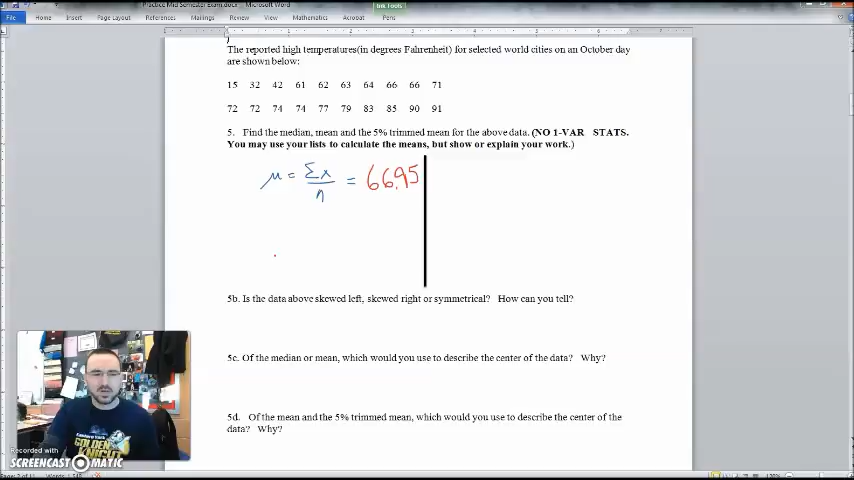 Practice Mid Semester Exam.docx - Microsoft Word
Ink Tools
File Home Insert Page Layout References Mailings Review View Mathematics Acrobat Pens
The reported high temperatures(in degrees Fahrenheit) for selected world cities on an October day
are shown below:
15 32 42 61 62 63 64 66 66 71
72 72 74 74 77 79 83 85 90 91
5. Find the median, mean and the 5% trimmed mean for the above data. (NO 1-VAR STATS.
You may use your lists to calculate the means, but show or explain your work.)
μ = Σx / n = 66.95
5b. Is the data above skewed left, skewed right or symmetrical? How can you tell?
5c. Of the median or mean, which would you use to describe the center of the data? Why?
5d. Of the mean and the 5% trimmed mean, which would you use to describe the center of the
data? Why?
GOLDEN
KNIGHT
Recorded with
SCREENCAST MATIC